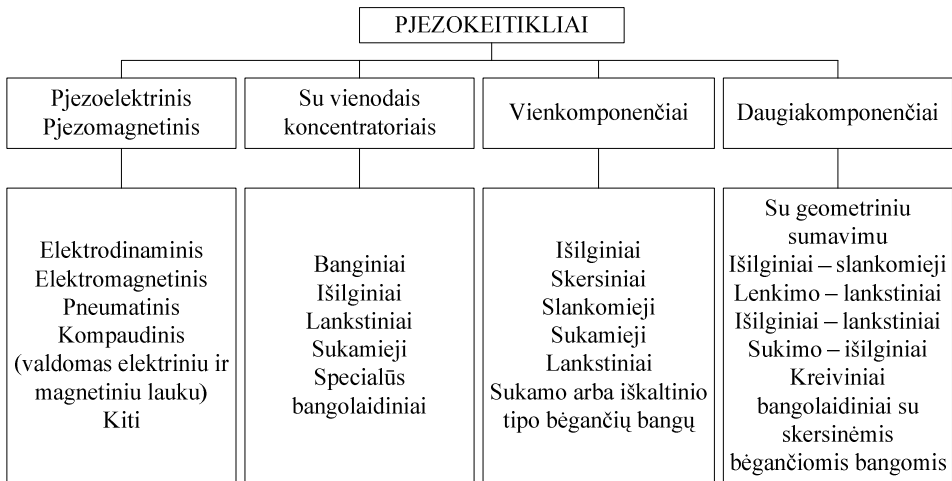 PJEZOKEITIKLIAI
Pjezoelektrinis
Pjezomagnetinis
Su vienodais
koncentratoriais
Vienkomponenčiai
Daugiakomponenčiai
Elektrodinaminis
Elektromagnetinis
Pneumatinis
Kompaudinis
(valdomas elektriniu ir
magnetiniu lauku)
Kiti
Banginiai
Išilginiai
Lankstiniai
Sukamieji
Specialūs
bangolaidiniai
Išilginiai
Skersiniai
Slankomieji
Sukamieji
Lankstiniai
Sukamo arba iškaltinio
tipo bėgančių bangų
Su geometriniu
sumavimu
Išilginiai – slankomieji
Lenkimo – lankstiniai
Išilginiai – lankstiniai
Sukimo – išilginiai
Kreiviniai
bangolaidiniai su
skersinėmis
bėgančiomis bangomis